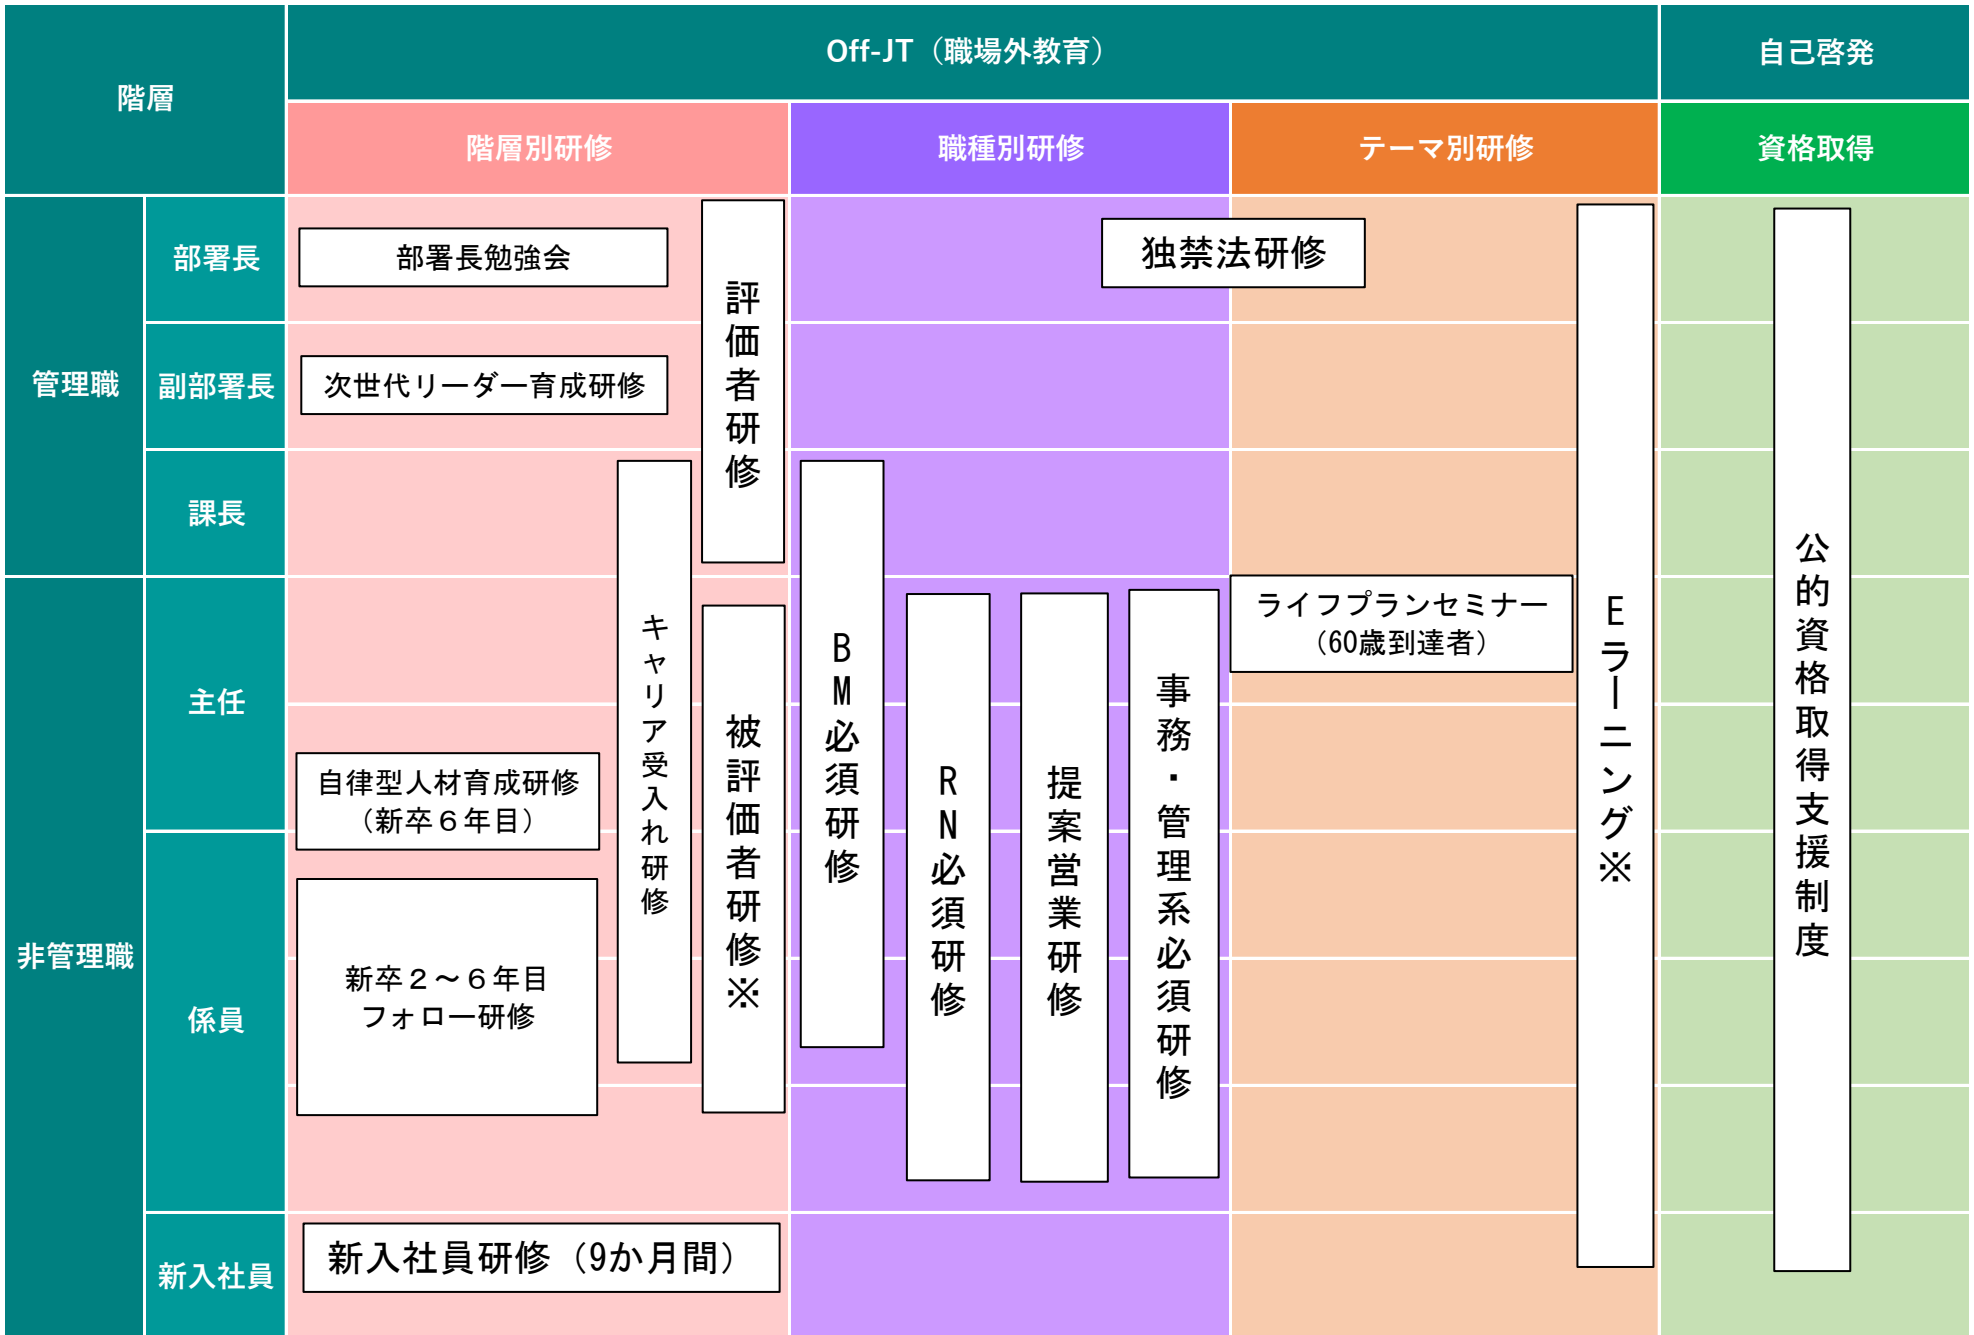 階層
Off-JT（職場外教育）
自己啓発
階層別研修
職種別研修
テーマ別研修
資格取得
管理職
部署長
部署長勉強会
評価者研修
独禁法研修
Eラーニング※
公的資格取得支援制度
副部署長
次世代リーダー育成研修
課長
キャリア受入れ研修
BM必須研修
非管理職
主任
被評価者研修※
RN必須研修
提案営業研修
事務・管理系必須研修
ライフプランセミナー
（60歳到達者）
自律型人材育成研修
（新卒６年目）
係員
新卒２～６年目
フォロー研修
新入社員
新入社員研修（9か月間）